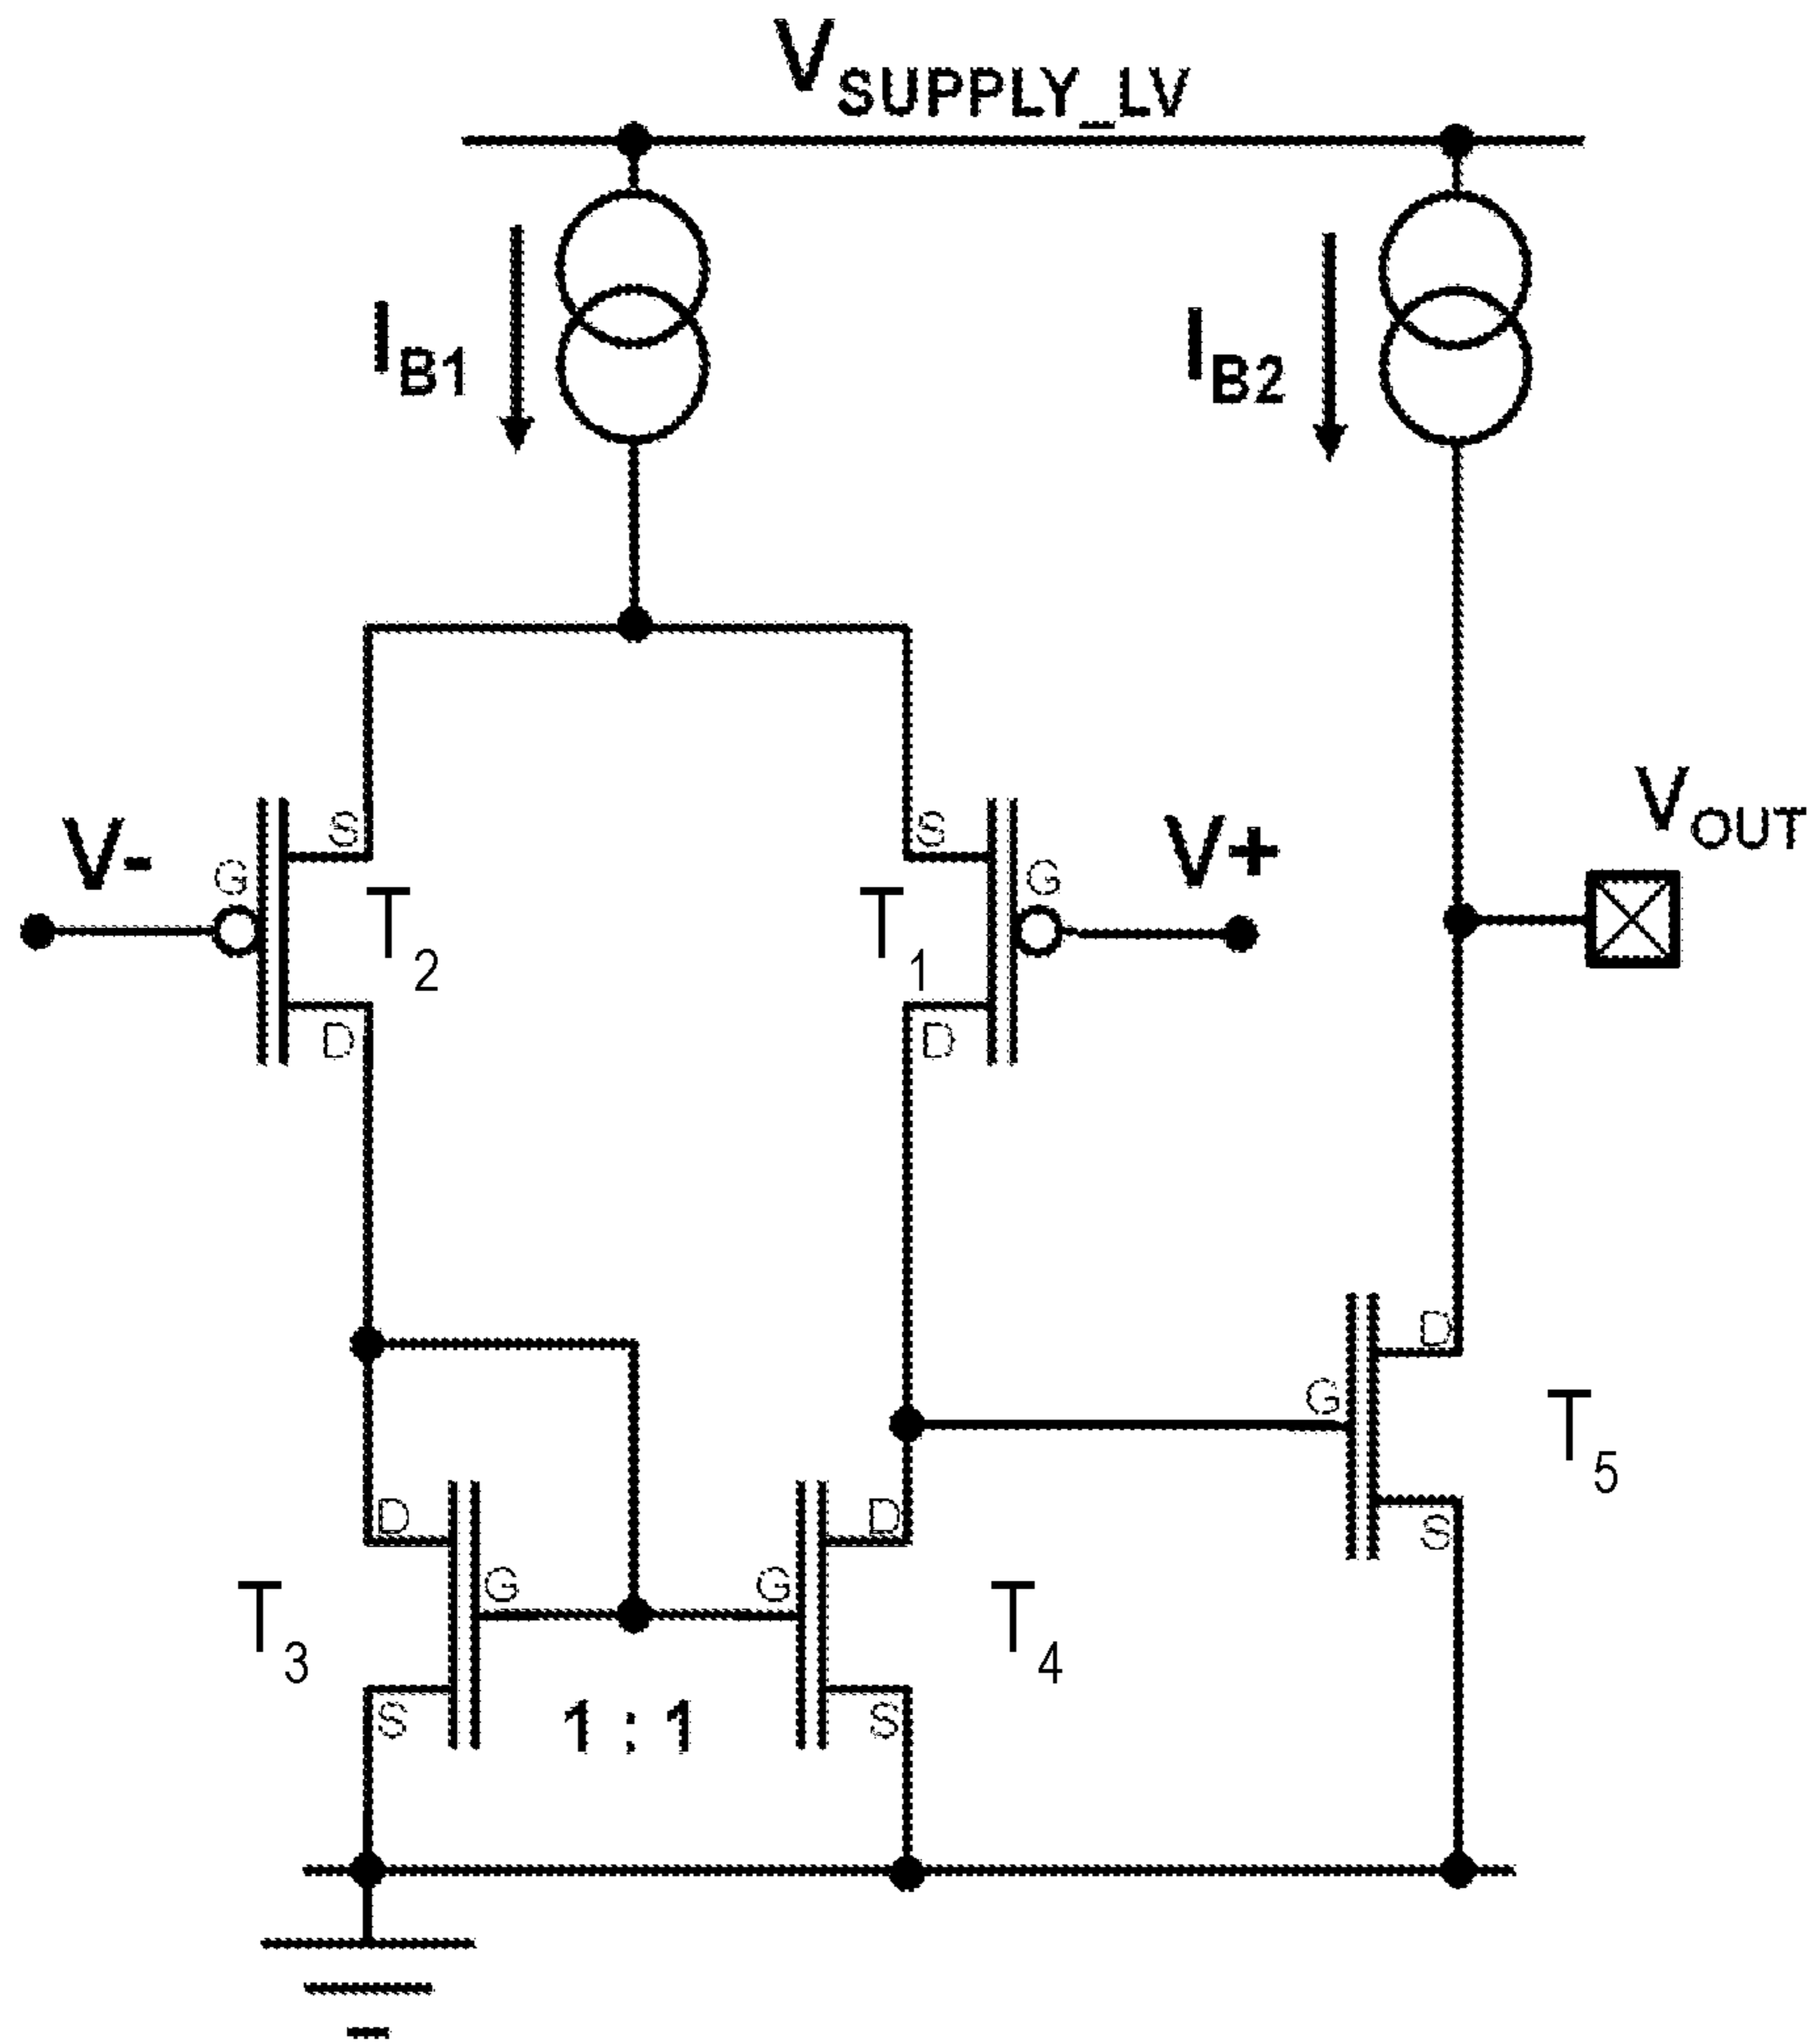 VSUPPLY_LV
IB1
IB2
VOUT
V-
G
S
T2
D
S
T1
G
D
V+
D
G
T5
S
D
G
T3
S
1 : 1
D
G
T4
S